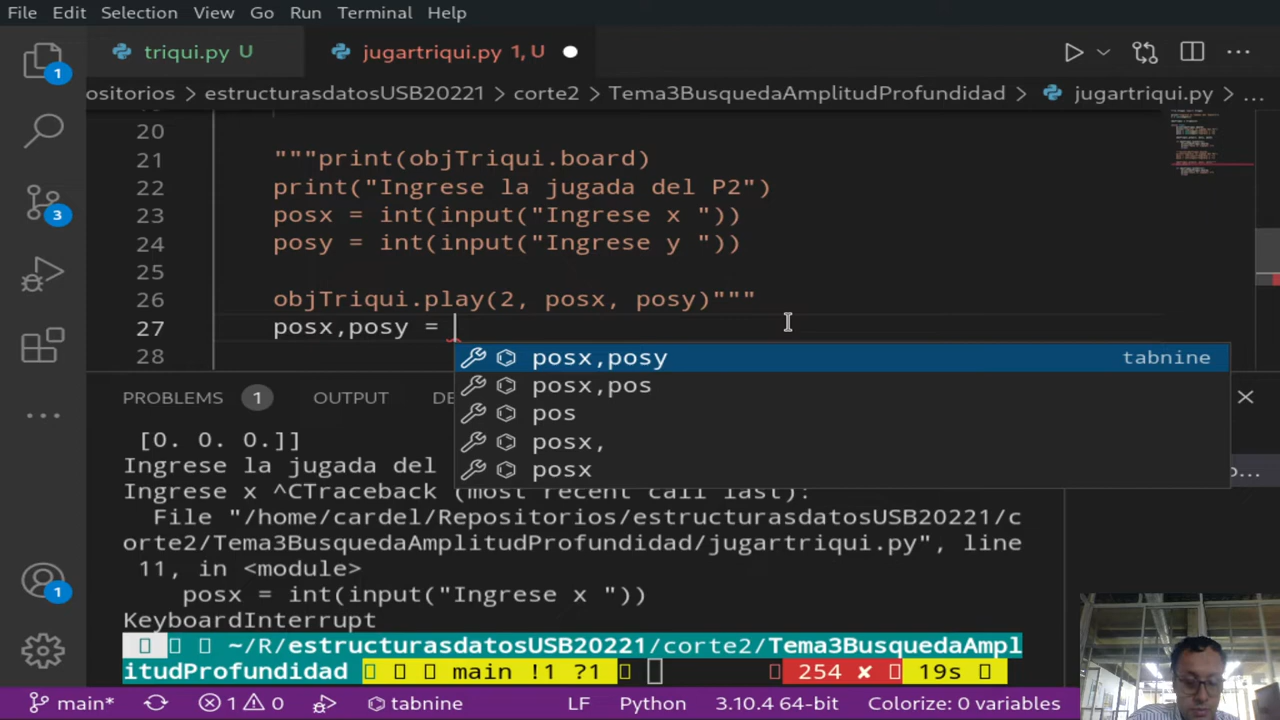 File Edit Selection View Go Run Terminal Help
triqui.py U jugartriqui.py 1, U
ositorios > estructurasdatosUSB20221 > corte2 > Tema3BusquedaAmplitudProfundidad > jugartriqui.py > ...
20
21 """print(objTriqui.board)
22 print("Ingrese la jugada del P2")
23 posx = int(input("Ingrese x "))
24 posy = int(input("Ingrese y "))
25
26 objTriqui.play(2, posx, posy)"""
27 posx,posy =
28
posx,posy tabnine
posx,pos
pos
posx,
posx
PROBLEMS 1 OUTPUT DE
[0. 0. 0.]]
Ingrese la jugada del
Ingrese x ^CTraceback (most recent call last):
File "/home/cardel/Repositorios/estructurasdatosUSB20221/c
orte2/Tema3BusquedaAmplitudProfundidad/jugartriqui.py", line
11, in <module>
posx = int(input("Ingrese x "))
KeyboardInterrupt
~/R/estructurasdatosUSB20221/corte2/Tema3BusquedaAmpl
itudProfundidad main !1 ?1 254 ✘ 19s
main* 1 0 tabnine LF Python 3.10.4 64-bit Colorize: 0 variables
1
3
1